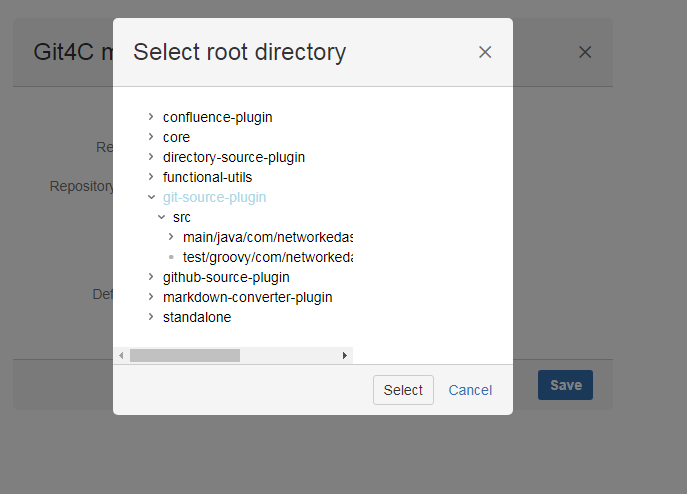 Git4C m
Select root directory
confluence-plugin
core
directory-source-plugin
functional-utils
git-source-plugin
src
main/java/com/networkedas
test/groovy/com/networkeda
github-source-plugin
markdown-converter-plugin
standalone
Re
Repository
Def
Select
Cancel
Save